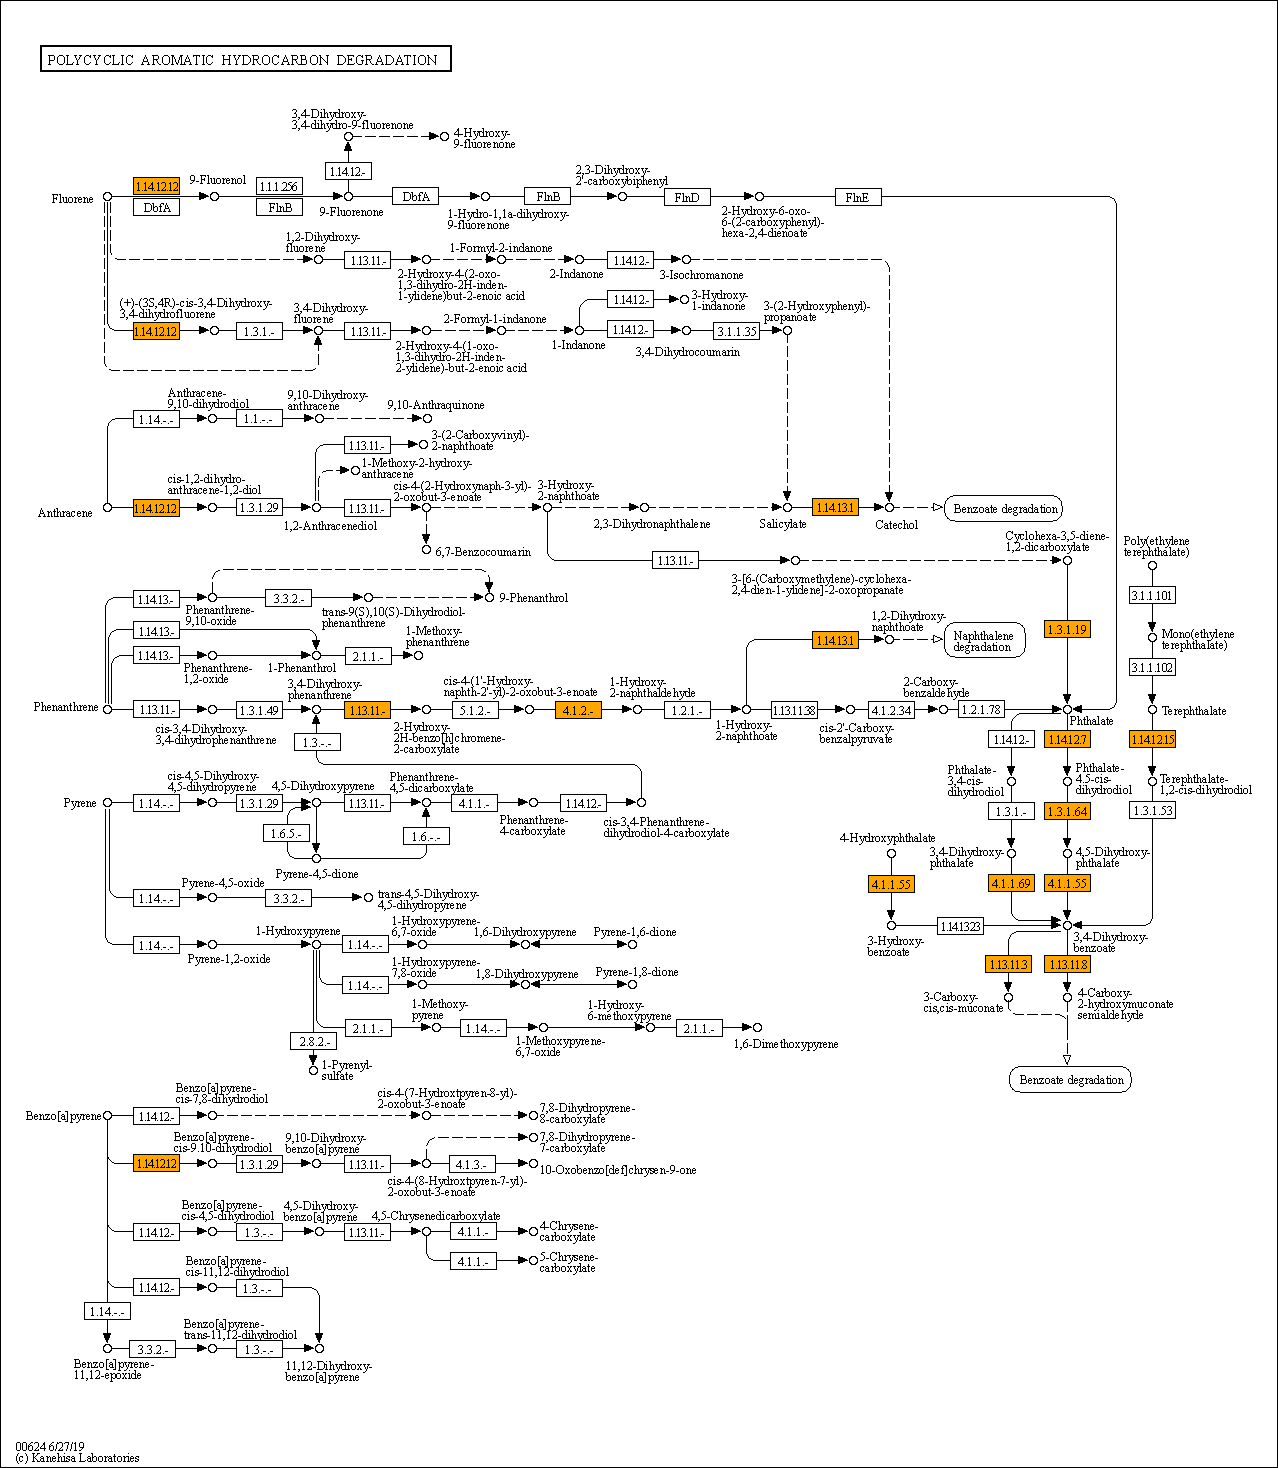 POLYCYCLIC AROMATIC HYDROCARBON DEGRADATION
3,4-Dihydroxy-
3,4-dihydro-9-fluorenone
4-Hydroxy-
9-fluorenone
1.14.12.-
Fluorene
1.14.12.12
DbfA
9-Fluorenol
1.1.1.256
FlnB
9-Fluorenone
DbfA
1-Hydro-1,1a-dihydroxy-
9-fluorenone
FlnB
2,3-Dihydroxy-
2'-carboxybiphenyl
FlnD
2-Hydroxy-6-oxo-
6-(2-carboxyphenyl)-
hexa-2,4-dienoate
FlnE
1,2-Dihydroxy-
fluorene
1.13.11.-
2-Hydroxy-4-(2-oxo-
1,3-dihydro-2H-inden-
1-ylidene)but-2-enoic acid
1-Formyl-2-indanone
2-Indanone
1.14.12.-
3-Isochromanone
(+)-(3S,4R)-cis-3,4-Dihydroxy-
3,4-dihydrofluorene
1.14.12.12
1.3.1.-
3,4-Dihydroxy-
fluorene
1.13.11.-
2-Hydroxy-4-(1-oxo-
1,3-dihydro-2H-inden-
2-ylidene)-but-2-enoic acid
2-Formyl-1-indanone
1-Indanone
1.14.12.-
3-Hydroxy-
1-indanone
1.14.12.-
3,4-Dihydrocoumarin
3.1.1.35
3-(2-Hydroxyphenyl)-
propanoate
Anthracene-
9,10-dihydrodiol
1.14.-.-
1.1.-.-
9,10-Dihydroxy-
anthracene
9,10-Anthraquinone
1.13.11.-
3-(2-Carboxyvinyl)-
2-naphthoate
1-Methoxy-2-hydroxy-
anthracene
Anthracene
1.14.12.12
cis-1,2-dihydro-
anthracene-1,2-diol
1.3.1.29
1,2-Anthracenediol
1.13.11.-
cis-4-(2-Hydroxynaph-3-yl)-
2-oxobut-3-enoate
6,7-Benzocoumarin
3-Hydroxy-
2-naphthoate
2,3-Dihydronaphthalene
Salicylate
1.14.13.1
Catechol
Benzoate degradation
1.13.11.-
3-[6-(Carboxymethylene)-cyclohexa-
2,4-dien-1-ylidene]-2-oxopropanate
Cyclohexa-3,5-diene-
1,2-dicarboxylate
Poly(ethylene
terephthalate)
3.1.1.101
Mono(ethylene
terephthalate)
3.1.1.102
Terephthalate
1.14.13.-
Phenanthrene-
9,10-oxide
3.3.2.-
trans-9(S),10(S)-Dihydrodiol-
phenanthrene
9-Phenanthrol
1.14.13.-
1.14.13.-
Phenanthrene-
1,2-oxide
1-Phenanthrol
2.1.1.-
1-Methoxy-
phenanthrene
1.14.13.1
1,2-Dihydroxy-
naphthoate
Naphthalene
degradation
1.3.1.19
Phenanthrene
1.13.11.-
cis-3,4-Dihydroxy-
3,4-dihydrophenanthrene
1.3.1.49
3,4-Dihydroxy-
phenanthrene
1.13.11.-
2-Hydroxy-
2H-benzo[h]chromene-
2-carboxylate
5.1.2.-
cis-4-(1'-Hydroxy-
naphth-2'-yl)-2-oxobut-3-enoate
4.1.2.-
1-Hydroxy-
2-naphthaldehyde
1.2.1.-
1-Hydroxy-
2-naphthoate
1.13.11.38
cis-2'-Carboxy-
benzalpyruvate
4.1.2.34
2-Carboxy-
benzaldehyde
1.2.1.78
Phthalate
1.3.-.-
1.14.12.-
1.14.12.7
1.14.12.15
Phthalate-
3,4-cis-
dihydrodiol
Phthalate-
4,5-cis-
dihydrodiol
Terephthalate-
1,2-cis-dihydrodiol
1.3.1.-
1.3.1.64
1.3.1.53
Pyrene
1.14.-.-
cis-4,5-Dihydroxy-
4,5-dihydropyrene
1.3.1.29
4,5-Dihydroxypyrene
1.13.11.-
Phenanthrene-
4,5-dicarboxylate
4.1.1.-
Phenanthrene-
4-carboxylate
1.14.12.-
cis-3,4-Phenanthrene-
dihydrodiol-4-carboxylate
1.6.5.-
1.6.-.-
Pyrene-4,5-dione
4-Hydroxyphthalate
3,4-Dihydroxy-
phthalate
4,5-Dihydroxy-
phthalate
4.1.1.55
4.1.1.69
4.1.1.55
3-Hydroxy-
benzoate
1.14.13.23
3,4-Dihydroxy-
benzoate
1.13.11.3
1.13.11.8
3-Carboxy-
cis,cis-muconate
4-Carboxy-
2-hydroxymuconate
semialdehyde
Benzoate degradation
1.14.-.-
Pyrene-4,5-oxide
3.3.2.-
trans-4,5-Dihydroxy-
4,5-dihydropyrene
1.14.-.-
Pyrene-1,2-oxide
1-Hydroxypyrene
1.14.-.-
1-Hydroxypyrene-
6,7-oxide
1,6-Dihydroxypyrene
Pyrene-1,6-dione
1.14.-.-
1-Hydroxypyrene-
7,8-oxide
1,8-Dihydroxypyrene
Pyrene-1,8-dione
2.1.1.-
1-Methoxy-
pyrene
1.14.-.-
1-Methoxypyrene-
6,7-oxide
1-Hydroxy-
6-methoxypyrene
2.1.1.-
1,6-Dimethoxypyrene
2.8.2.-
1-Pyrenyl-
sulfate
Benzo[a]pyrene
1.14.12.-
Benzo[a]pyrene-
cis-7,8-dihydrodiol
cis-4-(7-Hydroxtpyren-8-yl)-
2-oxobut-3-enoate
7,8-Dihydropyrene-
8-carboxylate
7,8-Dihydropyrene-
7-carboxylate
1.14.12.12
Benzo[a]pyrene-
cis-9,10-dihydrodiol
1.3.1.29
9,10-Dihydroxy-
benzo[a]pyrene
1.13.11.-
cis-4-(8-Hydroxtpyren-7-yl)-
2-oxobut-3-enoate
4.1.3.-
10-Oxobenzo[def]chrysen-9-one
1.14.12.-
Benzo[a]pyrene-
cis-4,5-dihydrodiol
1.3.-.-
4,5-Dihydroxy-
benzo[a]pyrene
1.13.11.-
4,5-Chrysenedicarboxylate
4.1.1.-
4-Chrysene-
carboxylate
4.1.1.-
5-Chrysene-
carboxylate
1.14.12.-
Benzo[a]pyrene-
cis-11,12-dihydrodiol
1.3.-.-
1.14.-.-
Benzo[a]pyrene-
11,12-epoxide
3.3.2.-
Benzo[a]pyrene-
trans-11,12-dihydrodiol
1.3.-.-
11,12-Dihydroxy-
benzo[a]pyrene
00624 6/27/19
(c) Kanehisa Laboratories